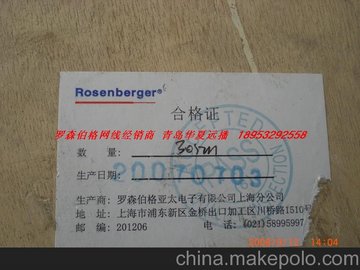 Rosenberger®
合格证
罗森伯格网线经销商 青岛华夏远播 18953292558
数 量: 305m
生产日期: 20070703
生产商: 罗森伯格亚太电子有限公司上海分公司
地址: 上海市浦东新区金桥出口加工区川桥路1510号
邮编: 201206 电话: (021)58995997
14:04
china.makepolo.com